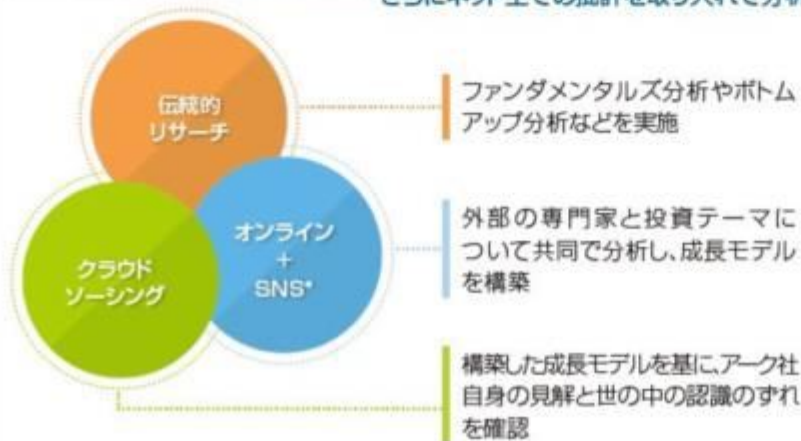 伝統的
リサーチ
ファンダメンタルズ分析やボトム
アップ分析などを実施
オンライン
+
SNS*
外部の専門家と投資テーマに
ついて共同で分析し、成長モデル
を構築
クラウド
ソーシング
構築した成長モデルを基に、アーク社
自身の見解と世の中の認識のずれ
を確認